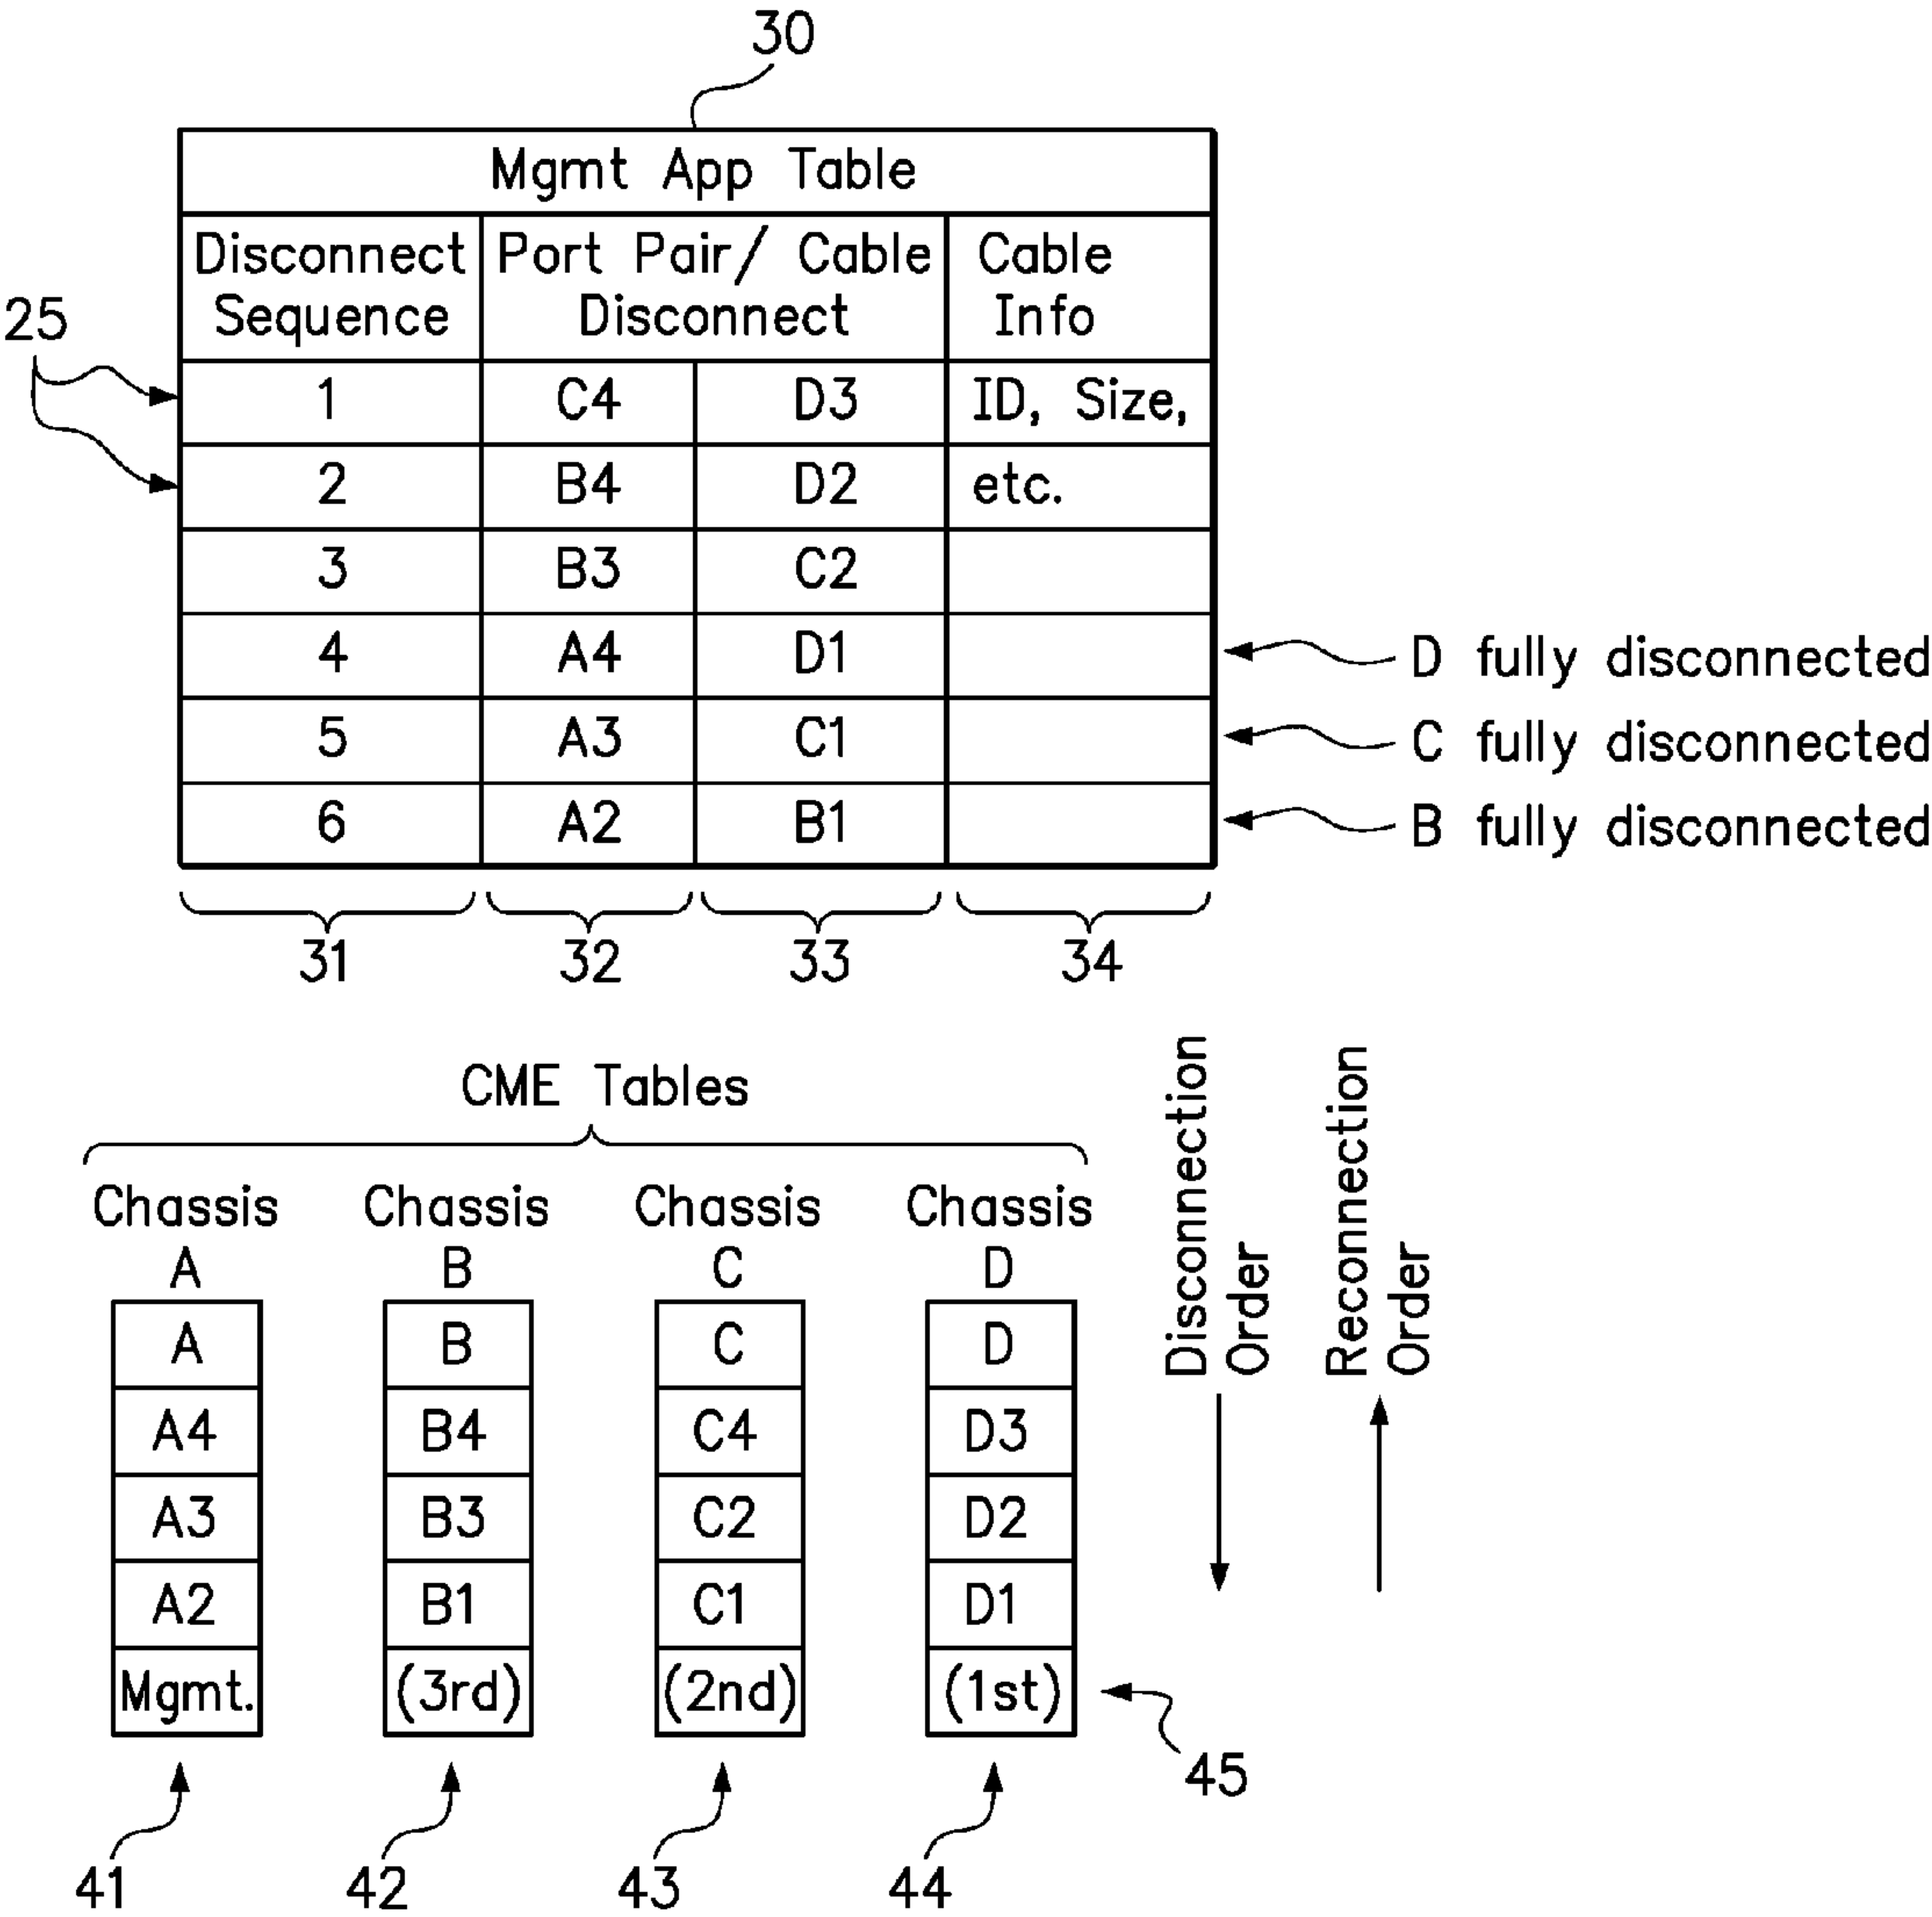 30
Mgmt App Table
Disconnect Sequence
Port Pair/ Cable Disconnect
Cable Info
25
1 C4 D3 ID, Size,
2 B4 D2 etc.
3 B3 C2
4 A4 D1 D fully disconnected
5 A3 C1 C fully disconnected
6 A2 B1 B fully disconnected
31 32 33 34
CME Tables
Disconnection Order
Reconnection Order
Chassis A
Chassis B
Chassis C
Chassis D
A B C D
A4 B4 C4 D3
A3 B3 C2 D2
A2 B1 C1 D1
Mgmt. (3rd) (2nd) (1st)
45
41 42 43 44